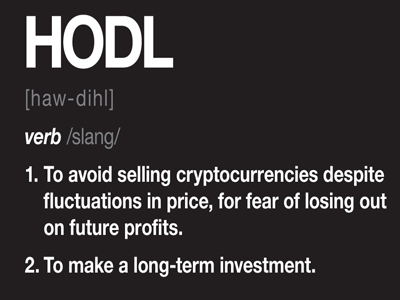 HODL
[haw-dihl]
verb /slang/
1. To avoid selling cryptocurrencies despite
fluctuations in price, for fear of losing out
on future profits.
2. To make a long-term investment.